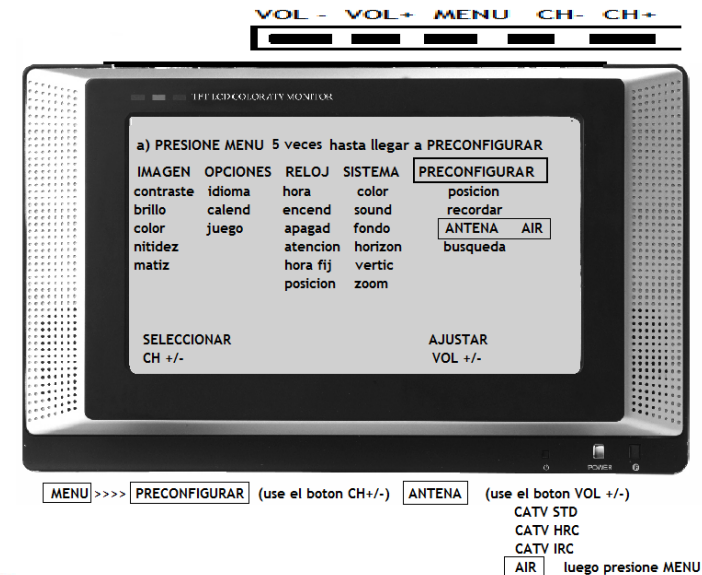 VOL - VOL+ MENU CH- CH+
TFT LCD COLOR/TV MONITOR
a) PRESIONE MENU 5 veces hasta llegar a PRECONFIGURAR
IMAGEN OPCIONES RELOJ SISTEMA PRECONFIGURAR
contraste idioma hora color posicion
brillo calend encend sound recordar
color juego apagad fondo ANTENA AIR
nitidez atencion horizon busqueda
matiz hora fij vertic
posicion zoom
SELECCIONAR AJUSTAR
CH +/- VOL +/-
POWER
MENU >>>> PRECONFIGURAR (use el boton CH+/-) ANTENA (use el boton VOL +/-)
CATV STD
CATV HRC
CATV IRC
AIR luego presione MENU